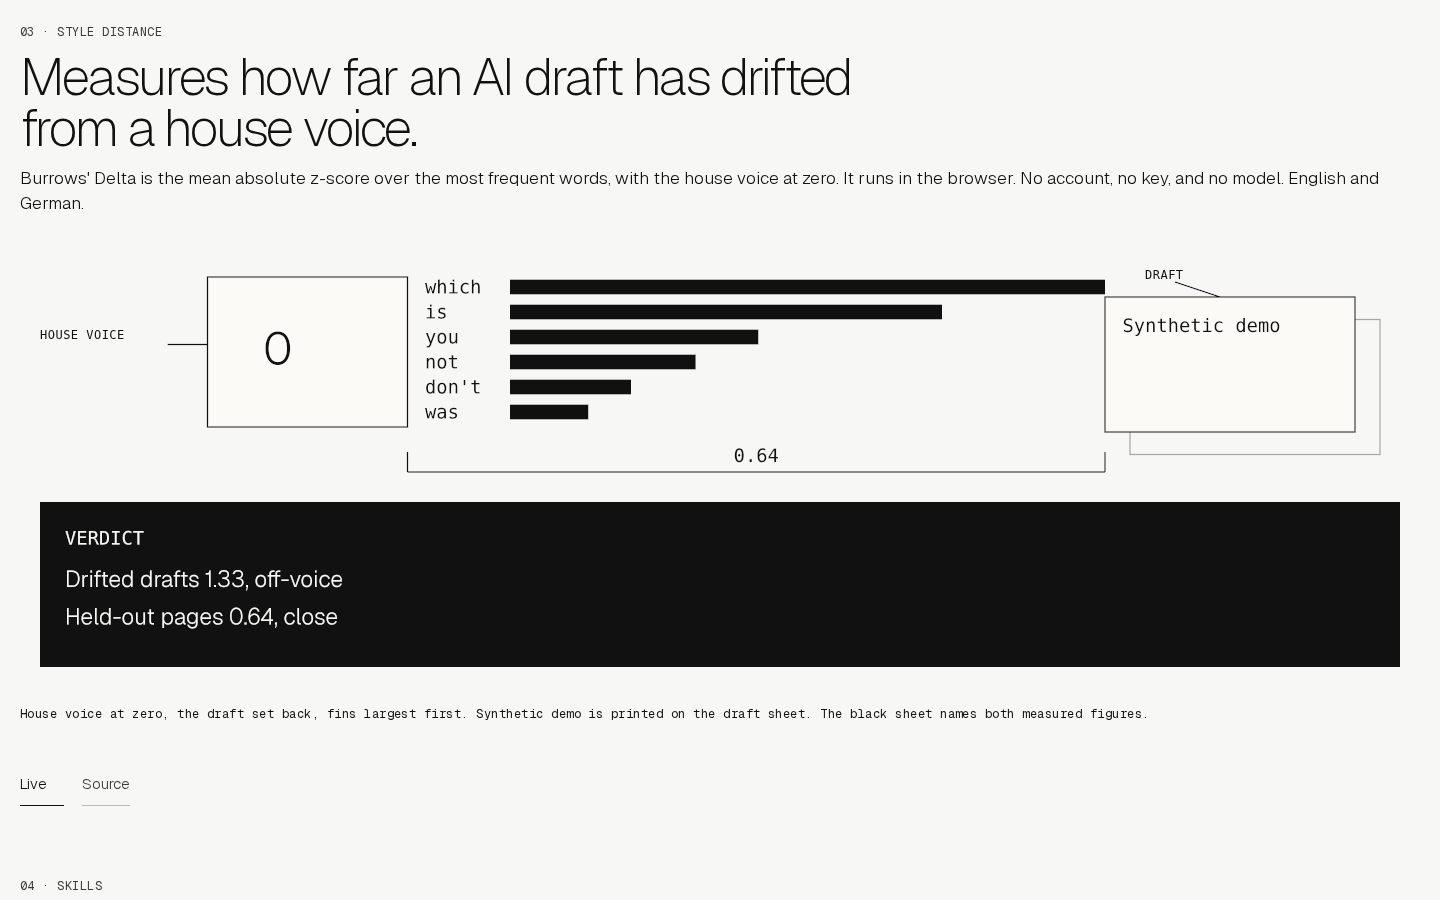 03 · STYLE DISTANCE
Measures how far an AI draft has drifted
from a house voice.
Burrows' Delta is the mean absolute z-score over the most frequent words, with the house voice at zero. It runs in the browser. No account, no key, and no model. English and
German.
DRAFT
HOUSE VOICE
0
which
is
you
not
don't
was
Synthetic demo
0.64
VERDICT
Drifted drafts 1.33, off-voice
Held-out pages 0.64, close
House voice at zero, the draft set back, fins largest first. Synthetic demo is printed on the draft sheet. The black sheet names both measured figures.
Live
Source
04 · SKILLS